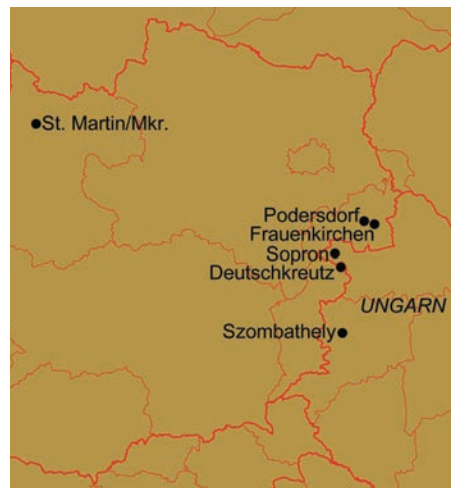 St. Martin/Mkr.
Podersdorf
Frauenkirchen
Sopron
Deutschkreutz
UNGARN
Szombathely